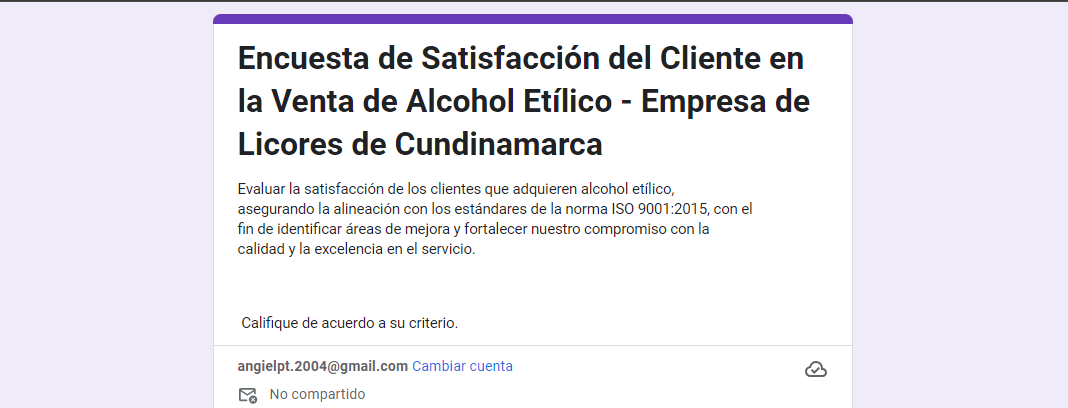 Encuesta de Satisfacción del Cliente en
la Venta de Alcohol Etílico - Empresa de
Licores de Cundinamarca
Evaluar la satisfacción de los clientes que adquieren alcohol etílico,
asegurando la alineación con los estándares de la norma ISO 9001:2015, con el
fin de identificar áreas de mejora y fortalecer nuestro compromiso con la
calidad y la excelencia en el servicio.
Califique de acuerdo a su criterio.
angielpt.2004@gmail.com Cambiar cuenta
No compartido